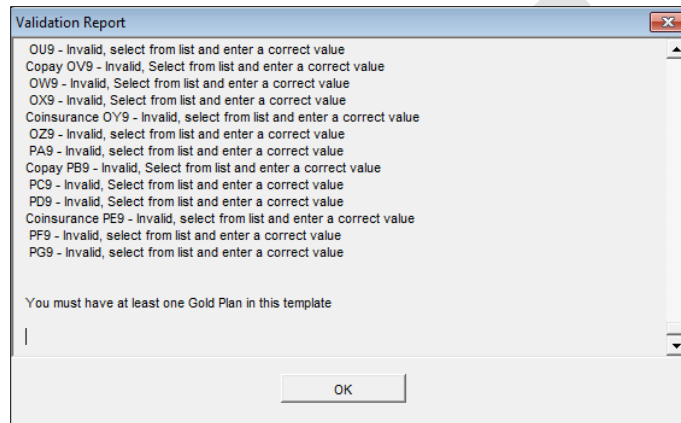 Validation Report
OU9 - Invalid, select from list and enter a correct value
Copay OV9 - Invalid, Select from list and enter a correct value
OW9 - Invalid, Select from list and enter a correct value
OX9 - Invalid, select from list and enter a correct value
Coinsurance OY9 - Invalid, select from list and enter a correct value
OZ9 - Invalid, select from list and enter a correct value
PA9 - Invalid, select from list and enter a correct value
Copay PB9 - Invalid, Select from list and enter a correct value
PC9 - Invalid, Select from list and enter a correct value
PD9 - Invalid, select from list and enter a correct value
Coinsurance PE9 - Invalid, select from list and enter a correct value
PF9 - Invalid, select from list and enter a correct value
PG9 - Invalid, select from list and enter a correct value
You must have at least one Gold Plan in this template
OK